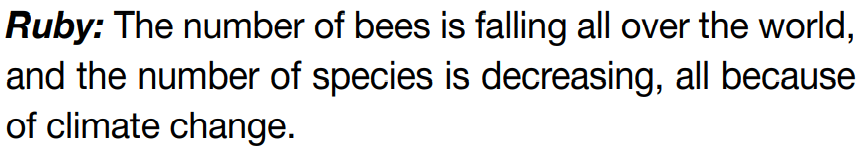 Ruby: The number of bees is falling all over the world,
and the number of species is decreasing, all because
of climate change.